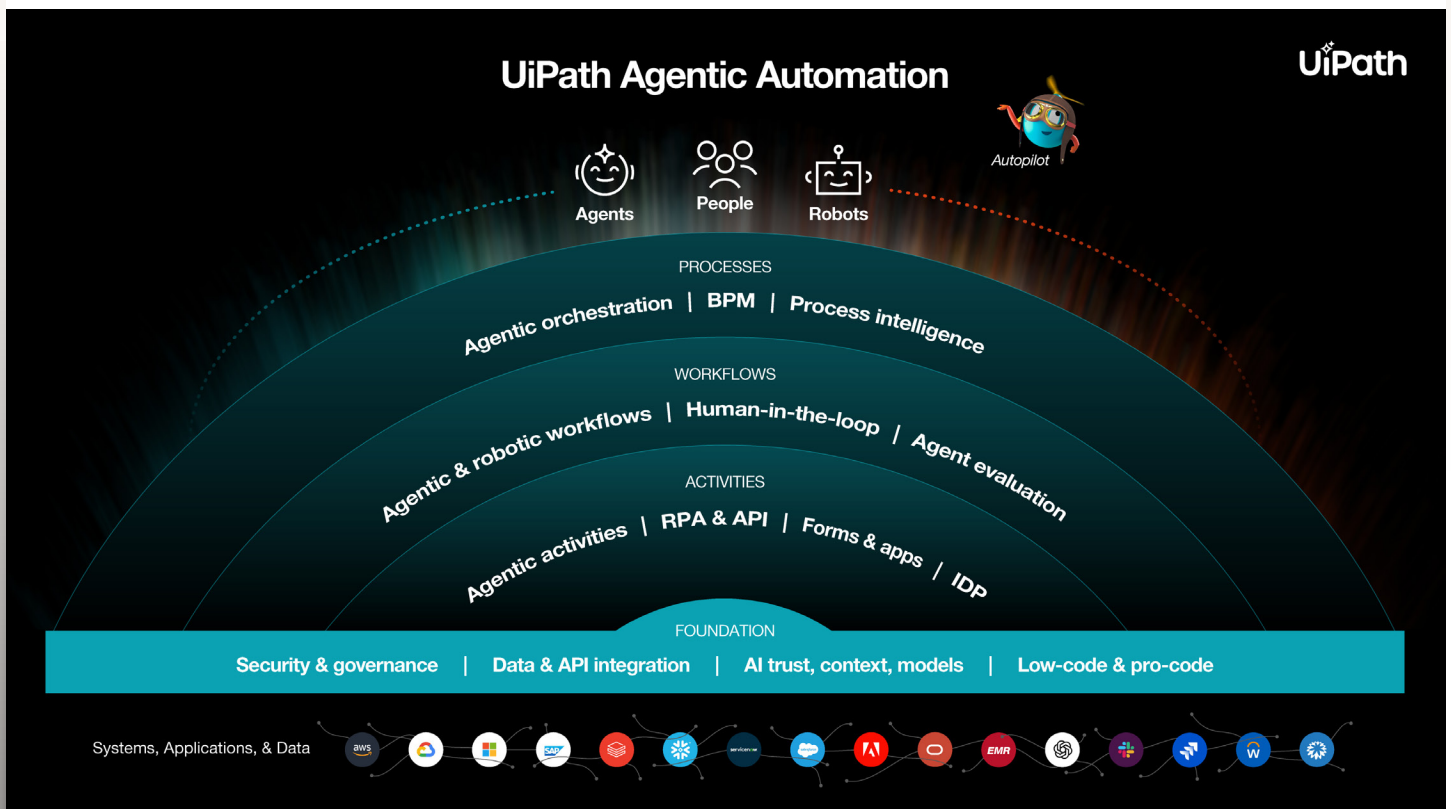 UiPath Agentic Automation
UiPath
Autopilot
Agents
People
Robots
PROCESSES
Agentic orchestration | BPM | Process intelligence
WORKFLOWS
Agentic & robotic workflows | Human-in-the-loop | Agent evaluation
ACTIVITIES
Agentic activities | RPA & API | Forms & apps | IDP
FOUNDATION
Security & governance | Data & API integration | AI trust, context, models | Low-code & pro-code
Systems, Applications, & Data
aws
SAP
servicenow
salesforce
EMR
W